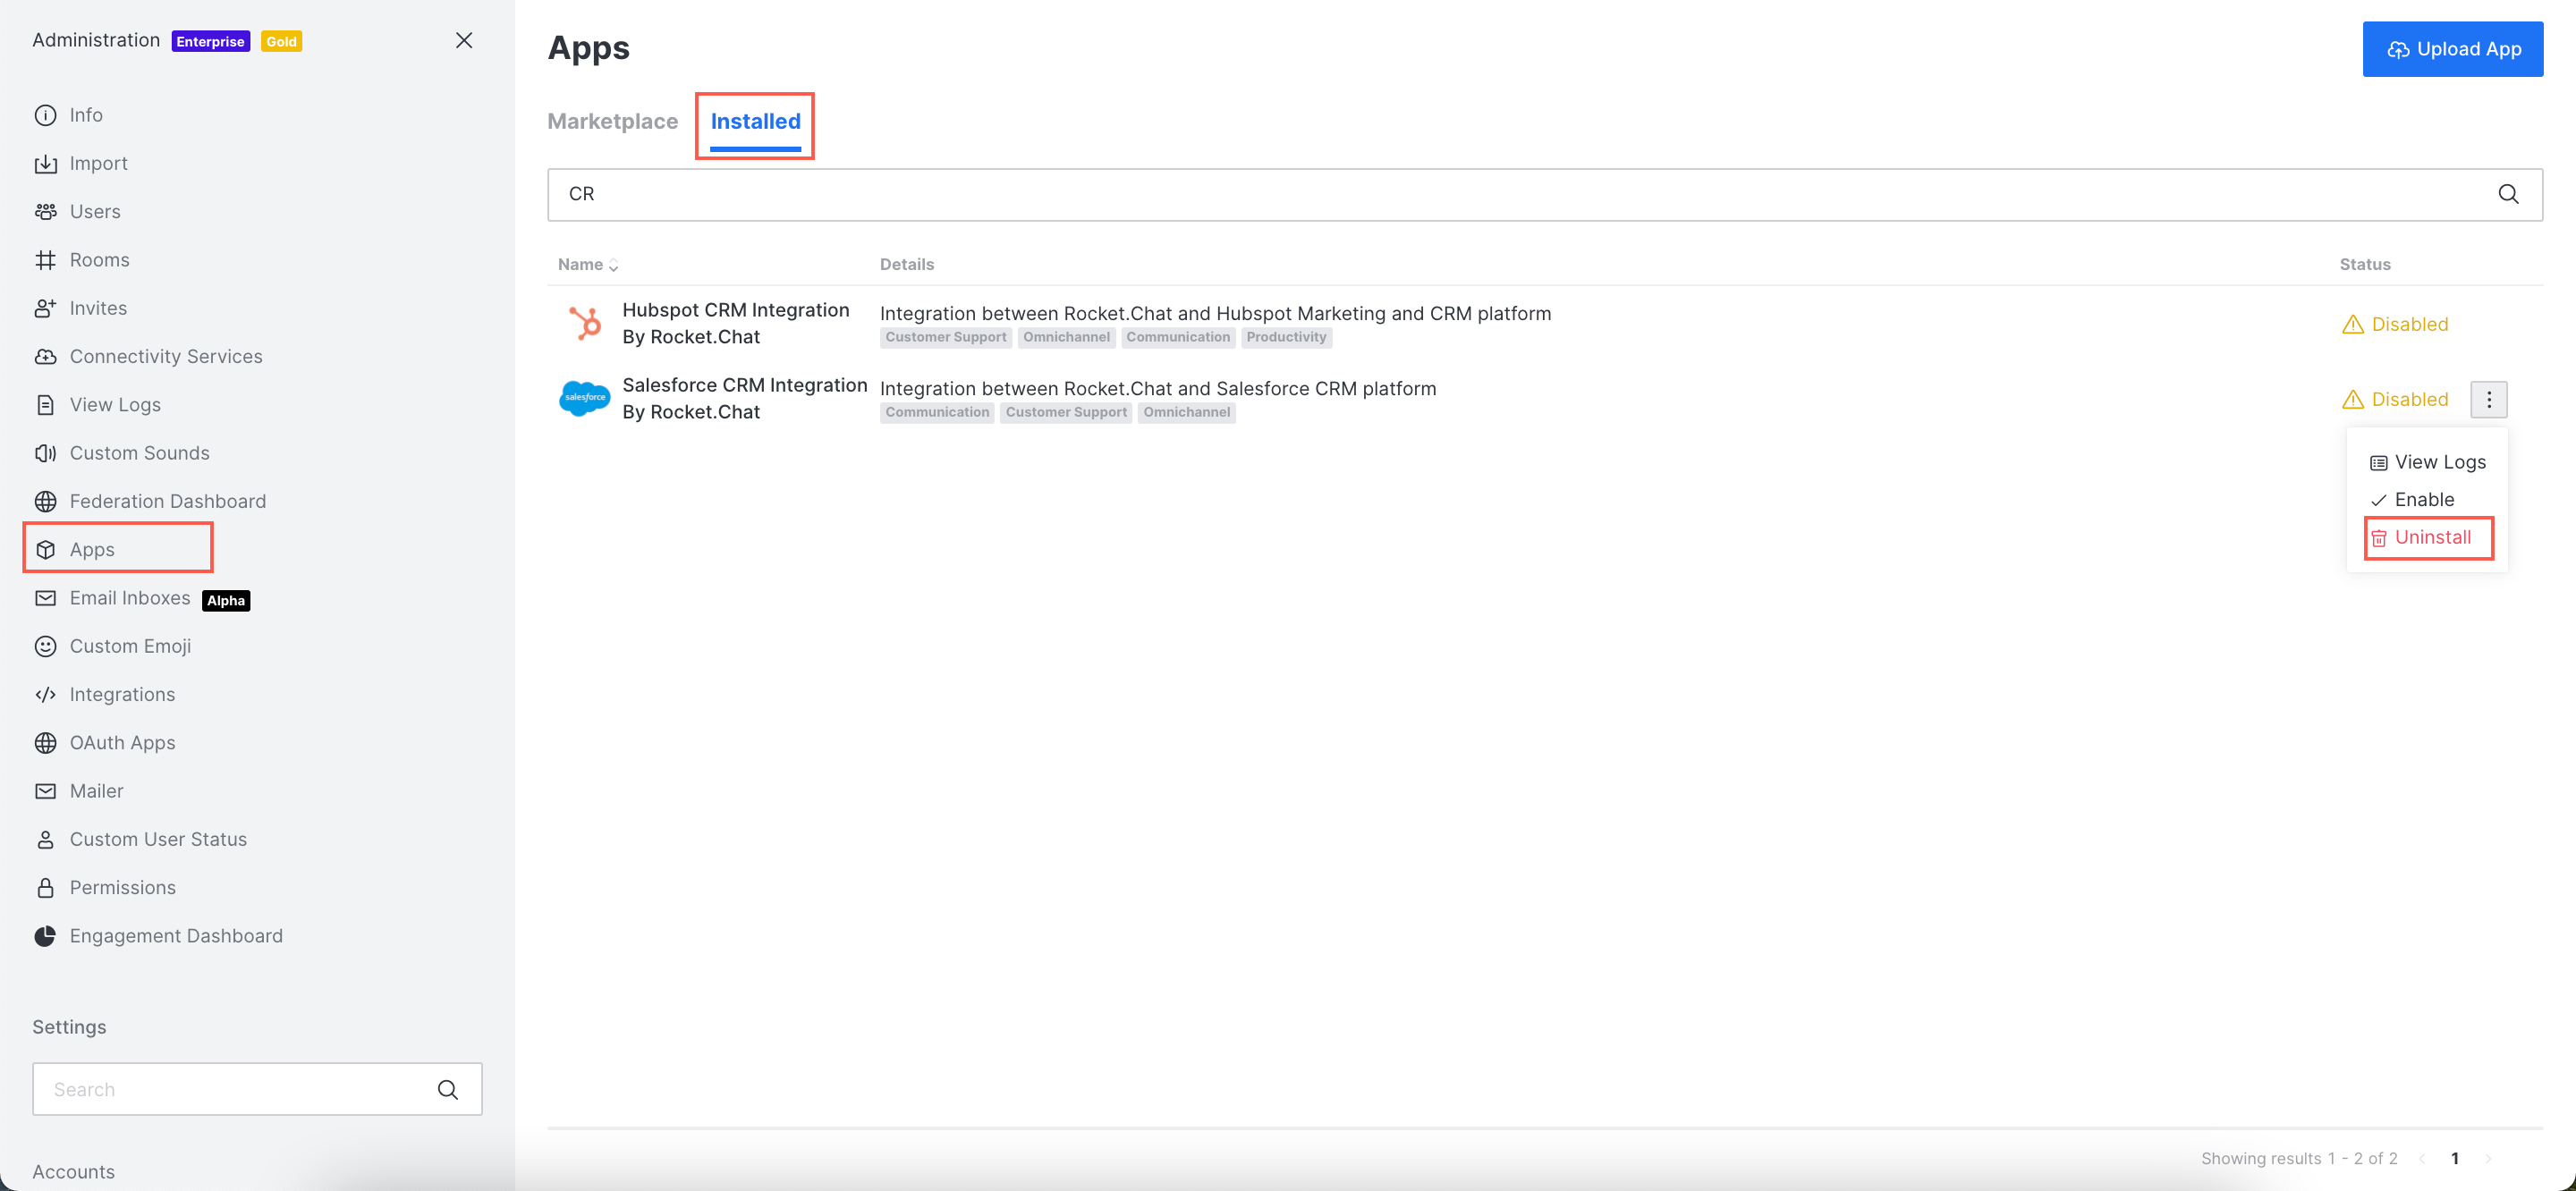 Administration Enterprise Gold
Info
Import
Users
Rooms
Invites
Connectivity Services
View Logs
Custom Sounds
Federation Dashboard
Apps
Email Inboxes Alpha
Custom Emoji
Integrations
OAuth Apps
Mailer
Custom User Status
Permissions
Engagement Dashboard
Settings
Search
Accounts
Apps
Upload App
Marketplace Installed
CR
Name Details Status
Hubspot CRM Integration
By Rocket.Chat
Integration between Rocket.Chat and Hubspot Marketing and CRM platform
Customer Support Omnichannel Communication Productivity
Disabled
salesforce
Salesforce CRM Integration
By Rocket.Chat
Integration between Rocket.Chat and Salesforce CRM platform
Communication Customer Support Omnichannel
Disabled
View Logs
Enable
Uninstall
Showing results 1 - 2 of 2 1